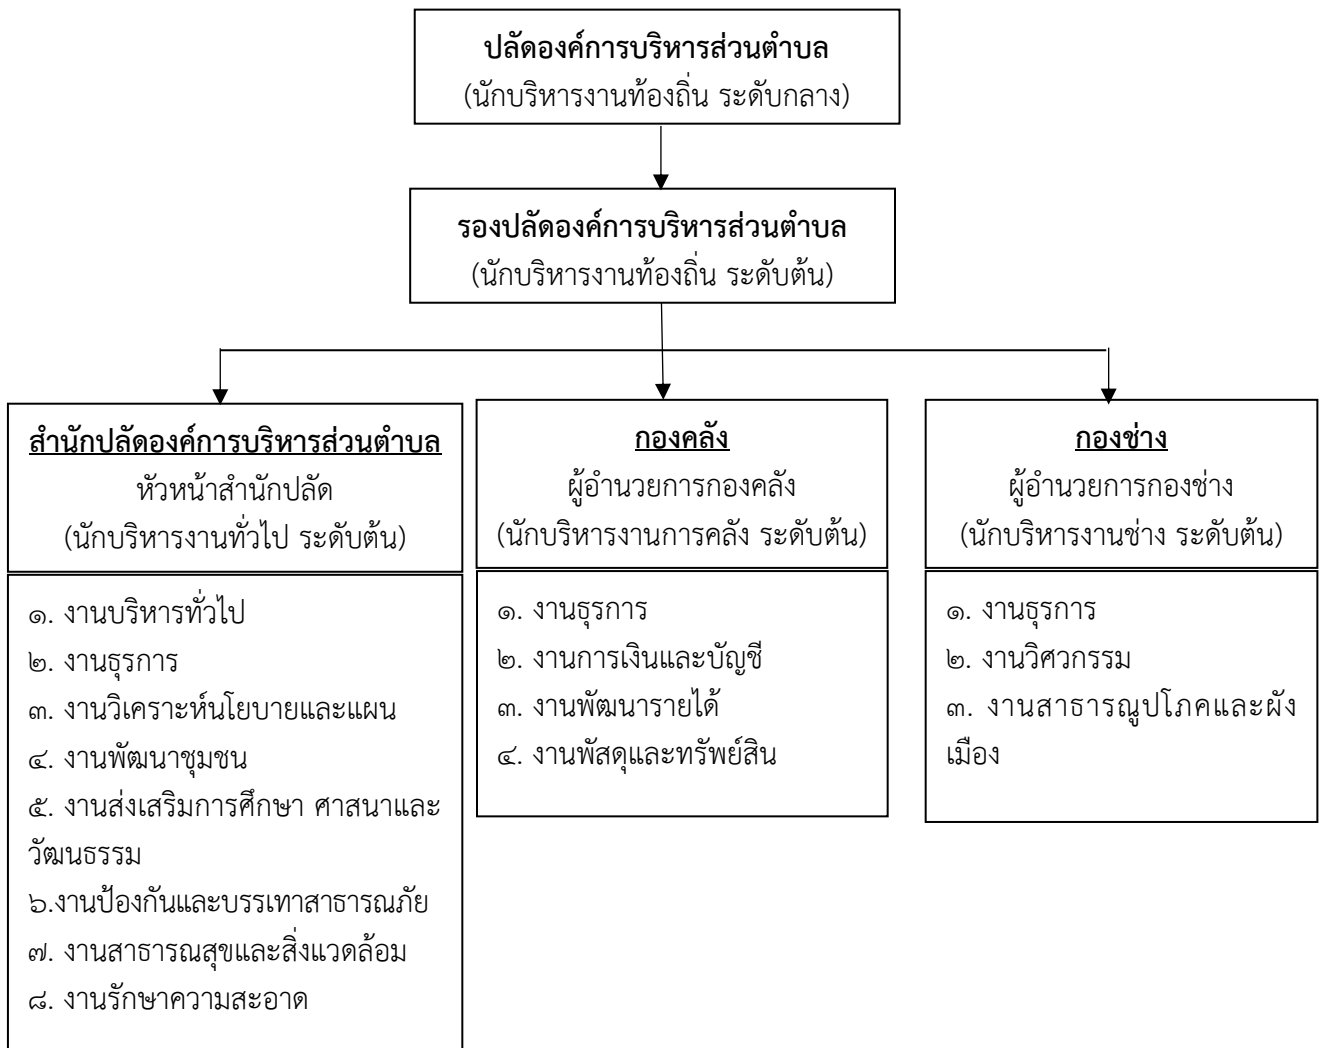 ปลัดองค์การบริหารส่วนตำบล
(นักบริหารงานท้องถิ่น ระดับกลาง)
รองปลัดองค์การบริหารส่วนตำบล
(นักบริหารงานท้องถิ่น ระดับต้น)
สำนักปลัดองค์การบริหารส่วนตำบล
หัวหน้าสำนักปลัด
(นักบริหารงานทั่วไป ระดับต้น)
๑. งานบริหารทั่วไป
๒. งานธุรการ
๓. งานวิเคราะห์นโยบายและแผน
๔. งานพัฒนาชุมชน
๕. งานส่งเสริมการศึกษา ศาสนาและ
วัฒนธรรม
๖.งานป้องกันและบรรเทาสาธารณภัย
๗. งานสาธารณสุขและสิ่งแวดล้อม
๘. งานรักษาความสะอาด
กองคลัง
ผู้อำนวยการกองคลัง
(นักบริหารงานการคลัง ระดับต้น)
๑. งานธุรการ
๒. งานการเงินและบัญชี
๓. งานพัฒนารายได้
๔. งานพัสดุและทรัพย์สิน
กองช่าง
ผู้อำนวยการกองช่าง
(นักบริหารงานช่าง ระดับต้น)
๑. งานธุรการ
๒. งานวิศวกรรม
๓. งานสาธารณูปโภคและผัง
เมือง